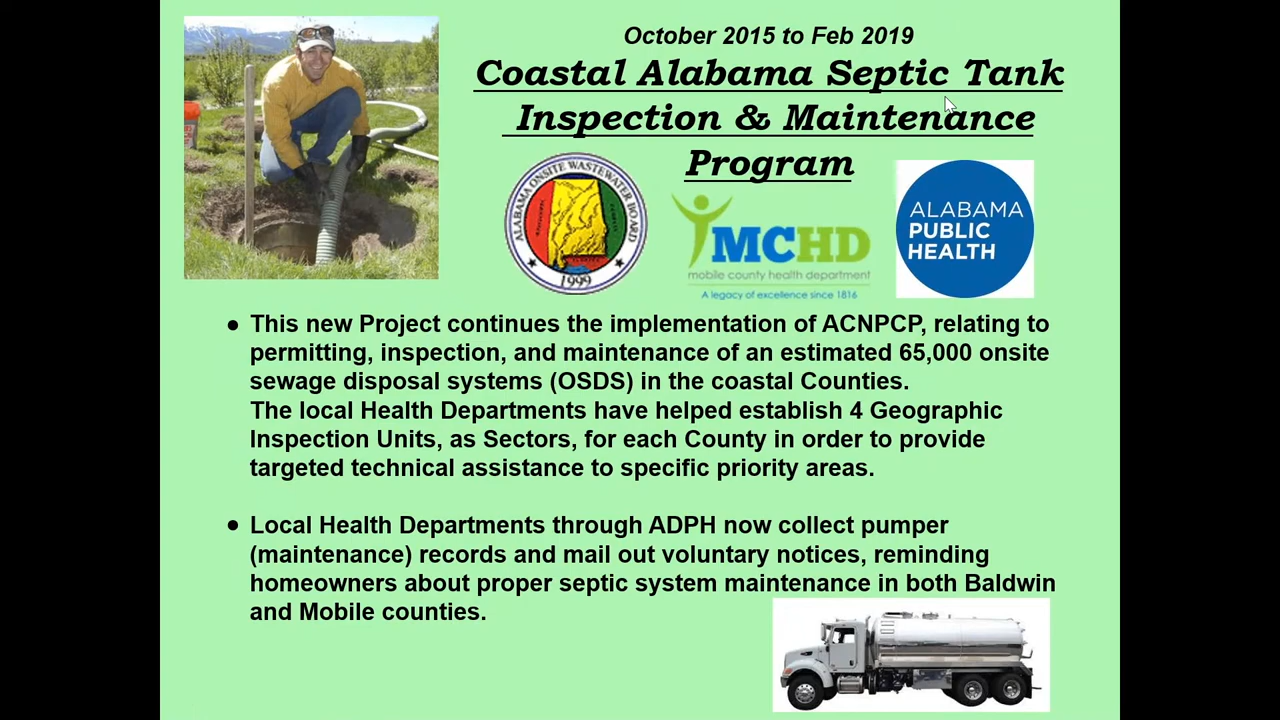 October 2015 to Feb 2019
Coastal Alabama Septic Tank
Inspection & Maintenance
Program
ALABAMA ONSITE WASTEWATER BOARD
1999
MCHD
mobile county health department
A legacy of excellence since 1816
ALABAMA
PUBLIC
HEALTH
● This new Project continues the implementation of ACNPCP, relating to
permitting, inspection, and maintenance of an estimated 65,000 onsite
sewage disposal systems (OSDS) in the coastal Counties.
The local Health Departments have helped establish 4 Geographic
Inspection Units, as Sectors, for each County in order to provide
targeted technical assistance to specific priority areas.
● Local Health Departments through ADPH now collect pumper
(maintenance) records and mail out voluntary notices, reminding
homeowners about proper septic system maintenance in both Baldwin
and Mobile counties.